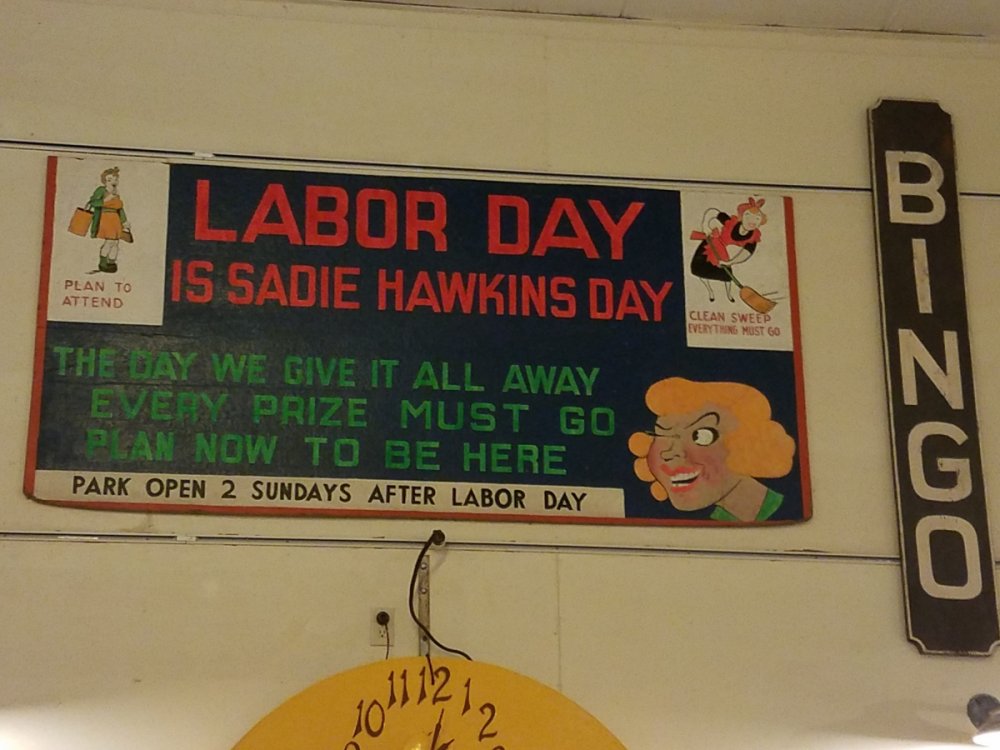 LABOR DAY
IS SADIE HAWKINS DAY
PLAN TO
ATTEND
CLEAN SWEEP
EVERYTHING MUST GO
THE DAY WE GIVE IT ALL AWAY
EVERY PRIZE MUST GO
PLAN NOW TO BE HERE
PARK OPEN 2 SUNDAYS AFTER LABOR DAY
BINGO
10 11 12 1 2